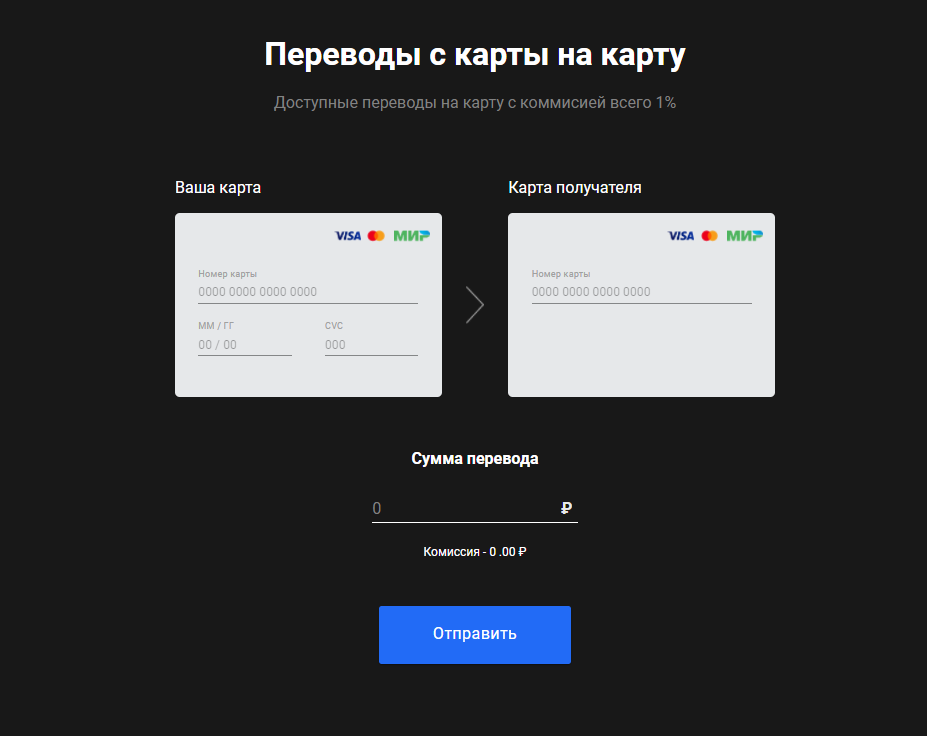 Переводы с карты на карту
Доступные переводы на карту с коммисией всего 1%
Ваша карта
VISA МИР
Номер карты
0000 0000 0000 0000
ММ / ГГ CVC
00 / 00 000
Карта получателя
VISA МИР
Номер карты
0000 0000 0000 0000
Сумма перевода
0 ₽
Комиссия - 0 .00 ₽
Отправить